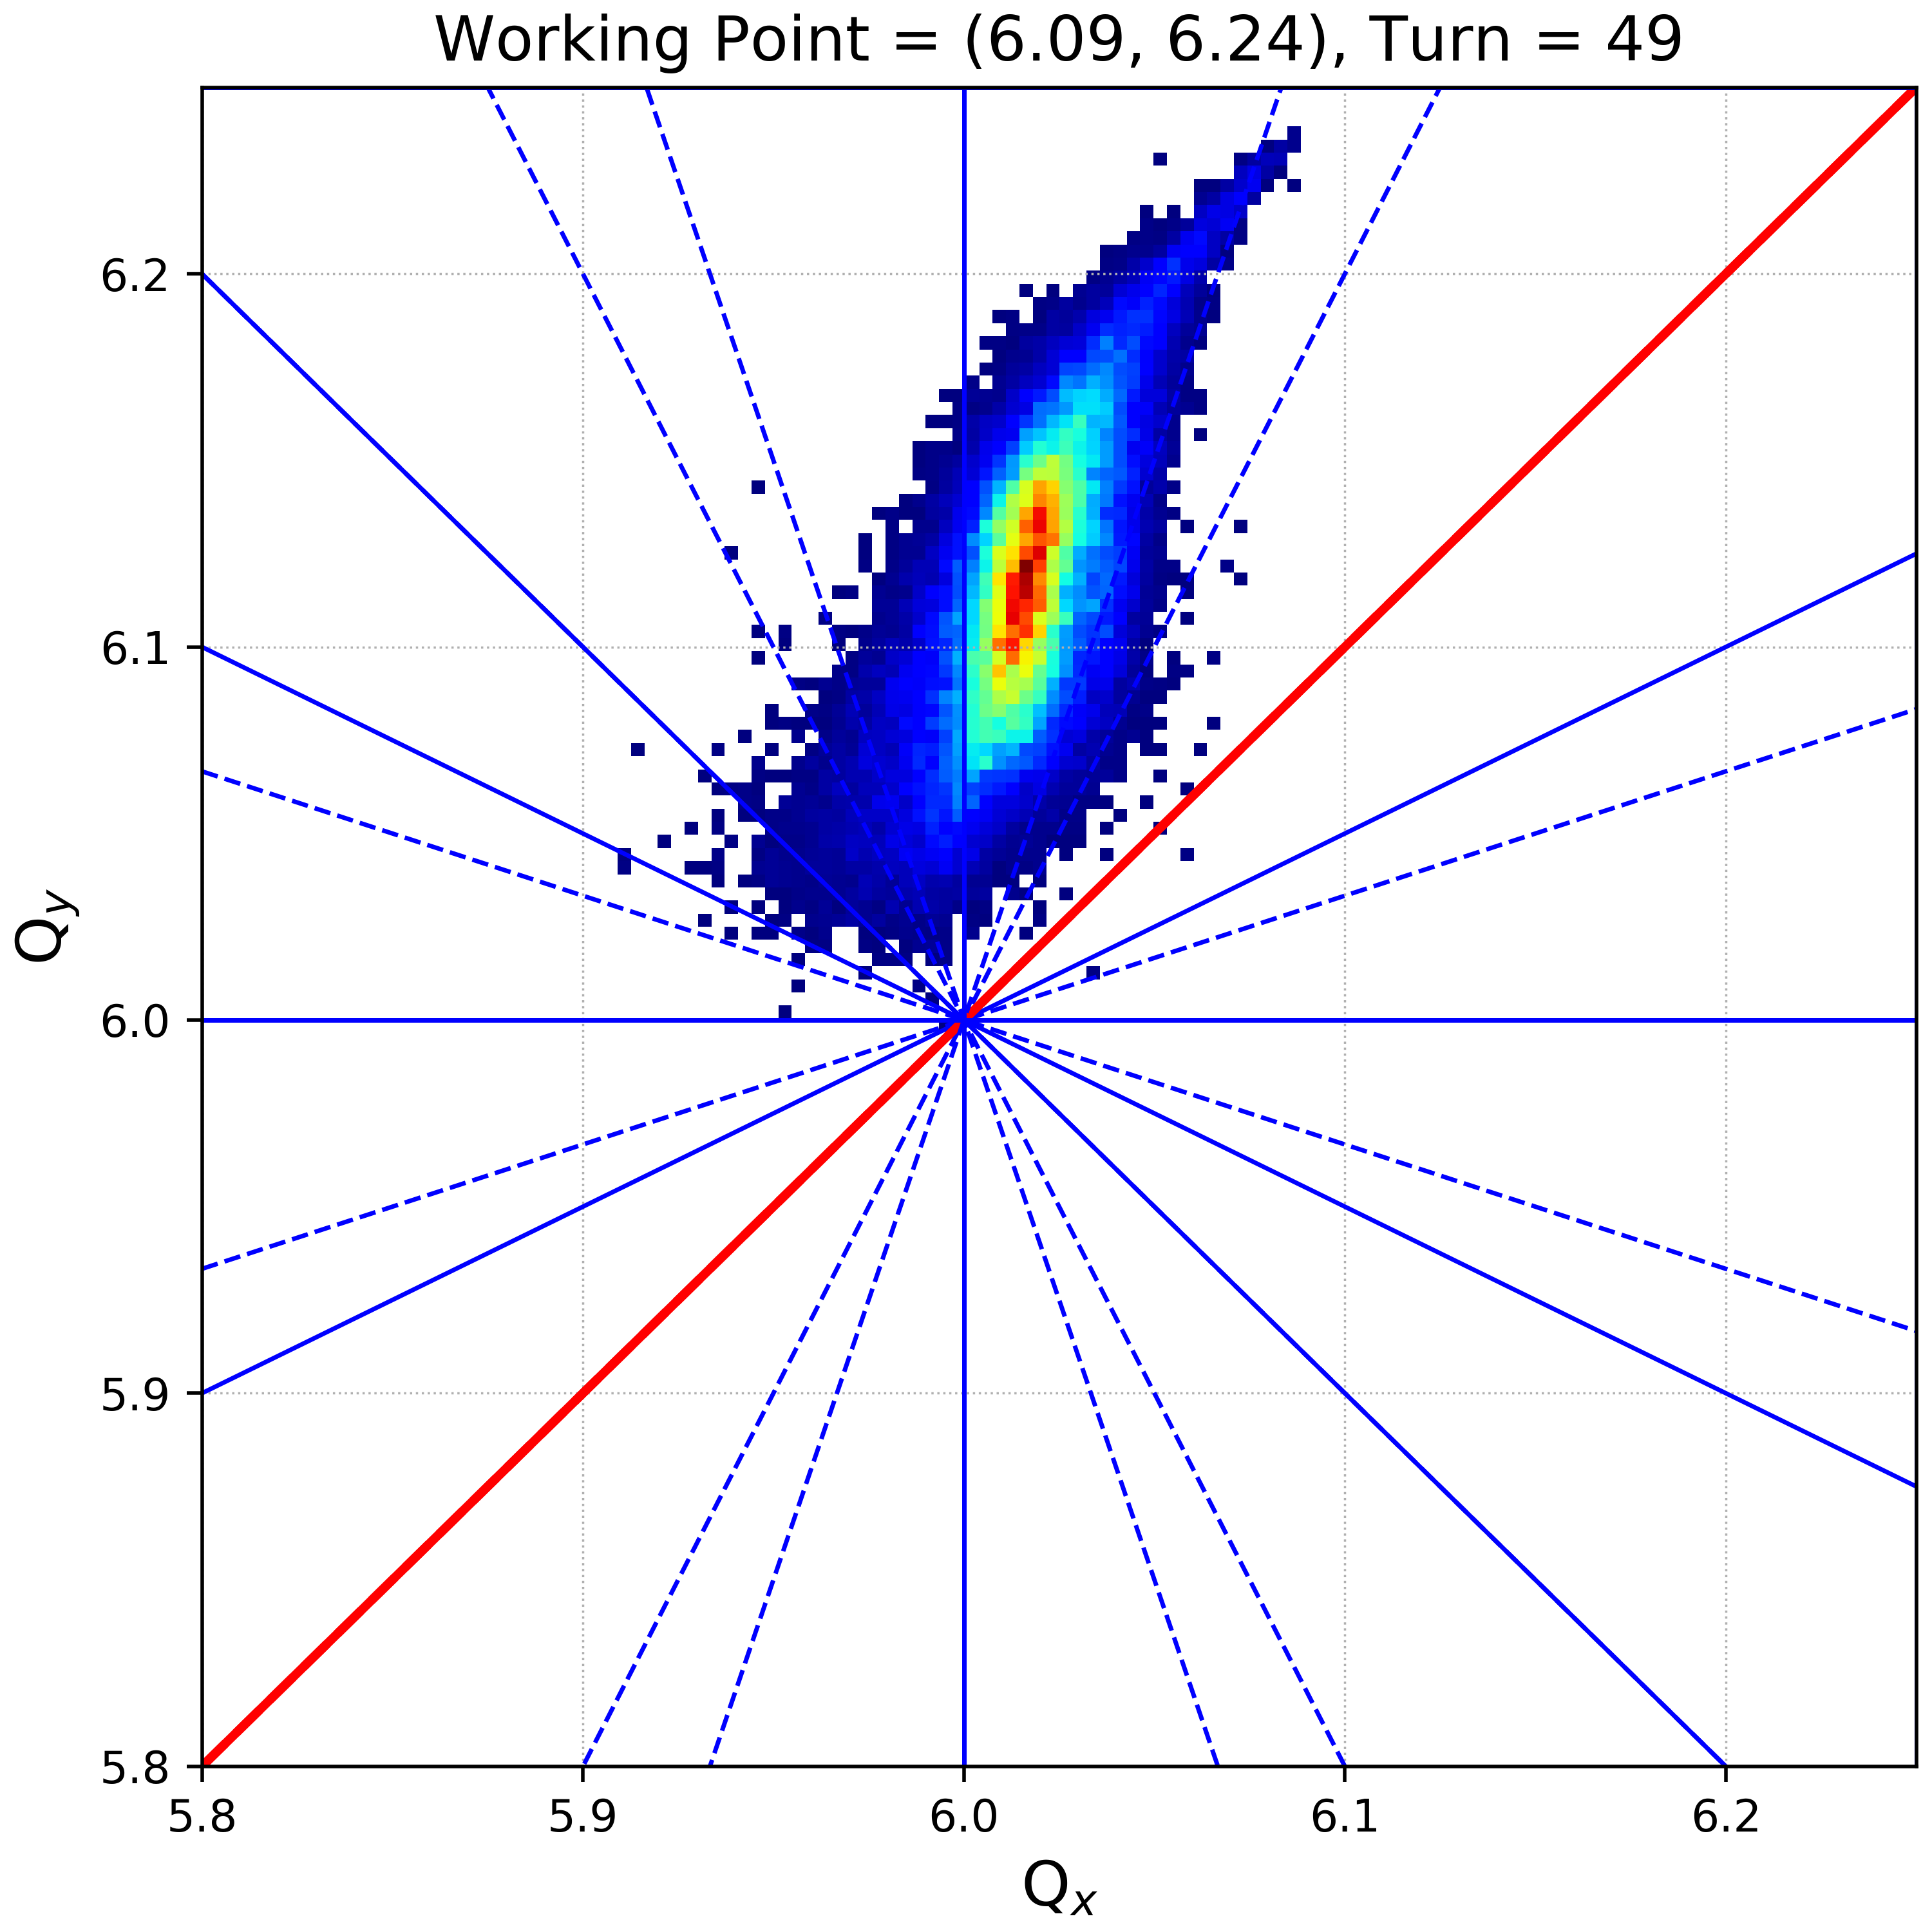 Working Point = (6.09, 6.24), Turn = 49
6.2
6.1
6.0
5.9
5.8
Qy
5.8 5.9 6.0 6.1 6.2
Qx